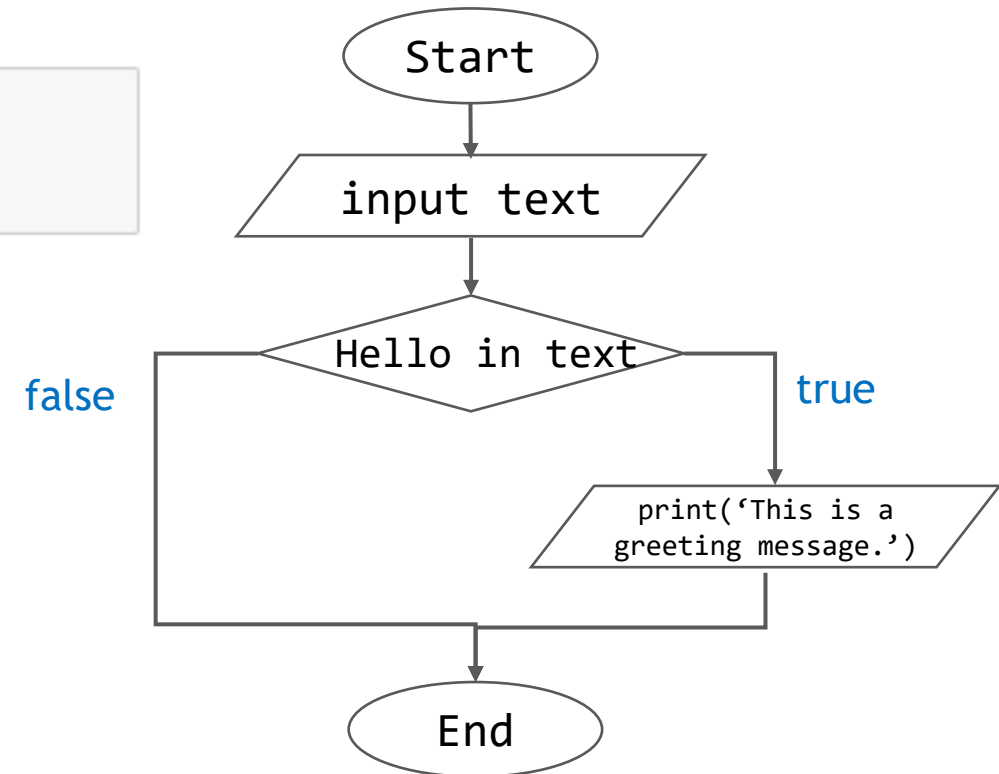 Start
input text
Hello in text
false
true
print(‘This is a
greeting message.’)
End